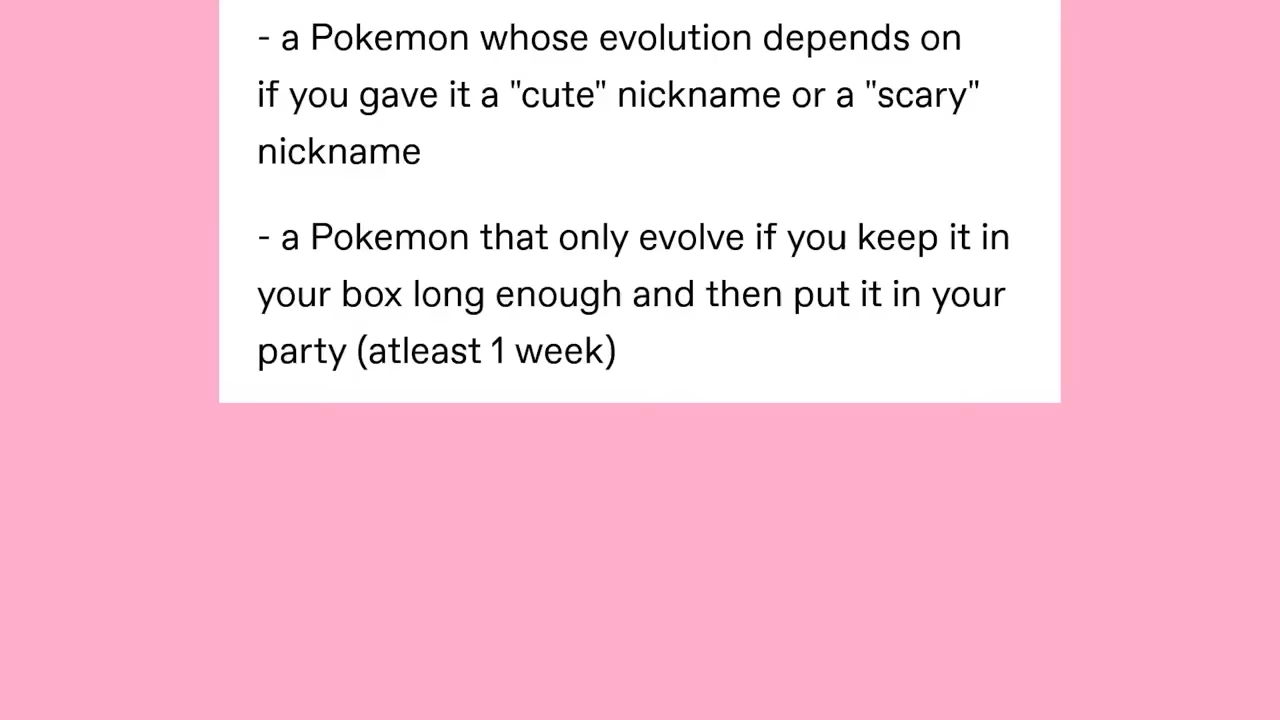 - a Pokemon whose evolution depends on
if you gave it a "cute" nickname or a "scary"
nickname
- a Pokemon that only evolve if you keep it in
your box long enough and then put it in your
party (atleast 1 week)